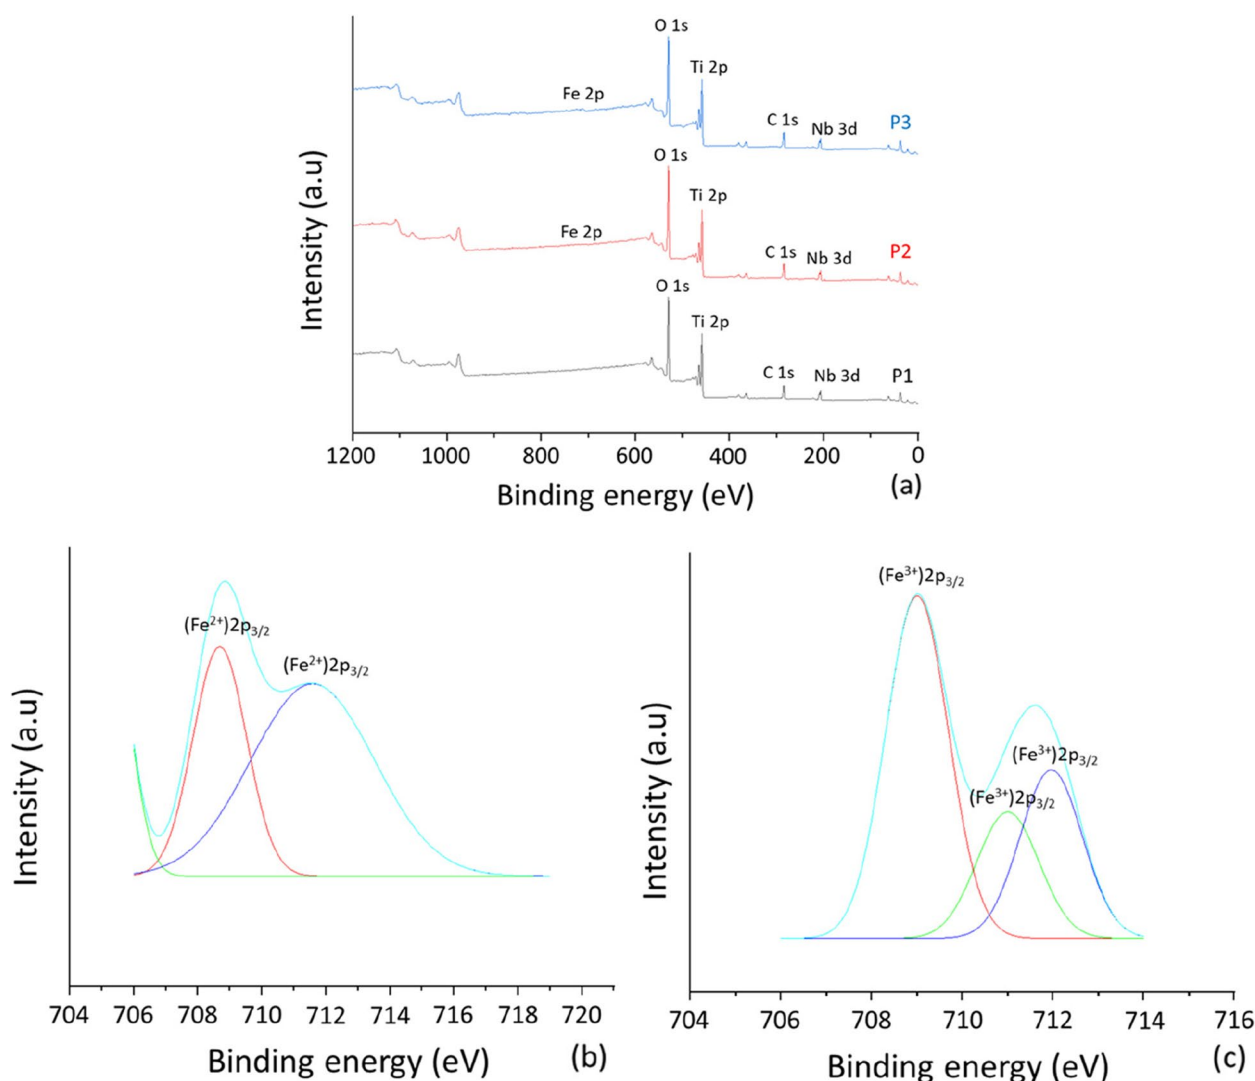 O 1s
Ti 2p
Fe 2p
C 1s
Nb 3d
P3
O 1s
Ti 2p
Fe 2p
C 1s
Nb 3d
P2
O 1s
Ti 2p
C 1s
Nb 3d
P1
Intensity (a.u)
1200 1000 800 600 400 200 0
Binding energy (eV)
(a)
(Fe²⁺)2p₃/₂
(Fe²⁺)2p₃/₂
Intensity (a.u)
704 706 708 710 712 714 716 718 720
Binding energy (eV)
(b)
(Fe³⁺)2p₃/₂
(Fe³⁺)2p₃/₂
(Fe³⁺)2p₃/₂
Intensity (a.u)
704 706 708 710 712 714 716
Binding energy (eV)
(c)